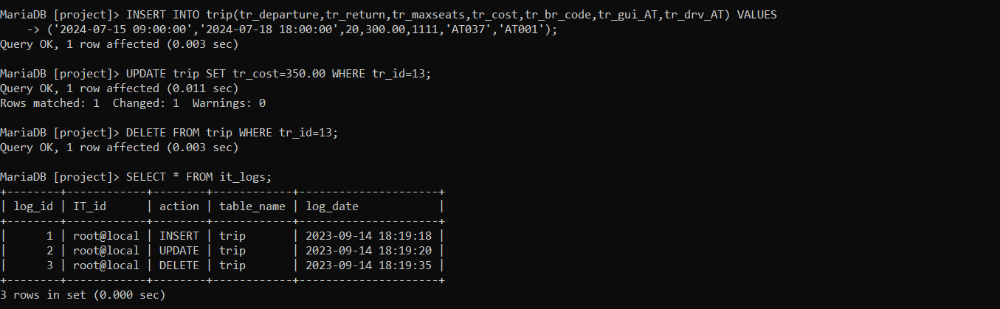 MariaDB [project]> INSERT INTO trip(tr_departure,tr_return,tr_maxseats,tr_cost,tr_br_code,tr_gui_AT,tr_drv_AT) VALUES
    -> ('2024-07-15 09:00:00','2024-07-18 18:00:00',20,300.00,1111,'AT037','AT001');
Query OK, 1 row affected (0.003 sec)

MariaDB [project]> UPDATE trip SET tr_cost=350.00 WHERE tr_id=13;
Query OK, 1 row affected (0.011 sec)
Rows matched: 1  Changed: 1  Warnings: 0

MariaDB [project]> DELETE FROM trip WHERE tr_id=13;
Query OK, 1 row affected (0.003 sec)

MariaDB [project]> SELECT * FROM it_logs;
+--------+------------+--------+------------+---------------------+
| log_id | IT_id      | action | table_name | log_date            |
+--------+------------+--------+------------+---------------------+
|      1 | root@local | INSERT | trip       | 2023-09-14 18:19:18 |
|      2 | root@local | UPDATE | trip       | 2023-09-14 18:19:20 |
|      3 | root@local | DELETE | trip       | 2023-09-14 18:19:35 |
+--------+------------+--------+------------+---------------------+
3 rows in set (0.000 sec)